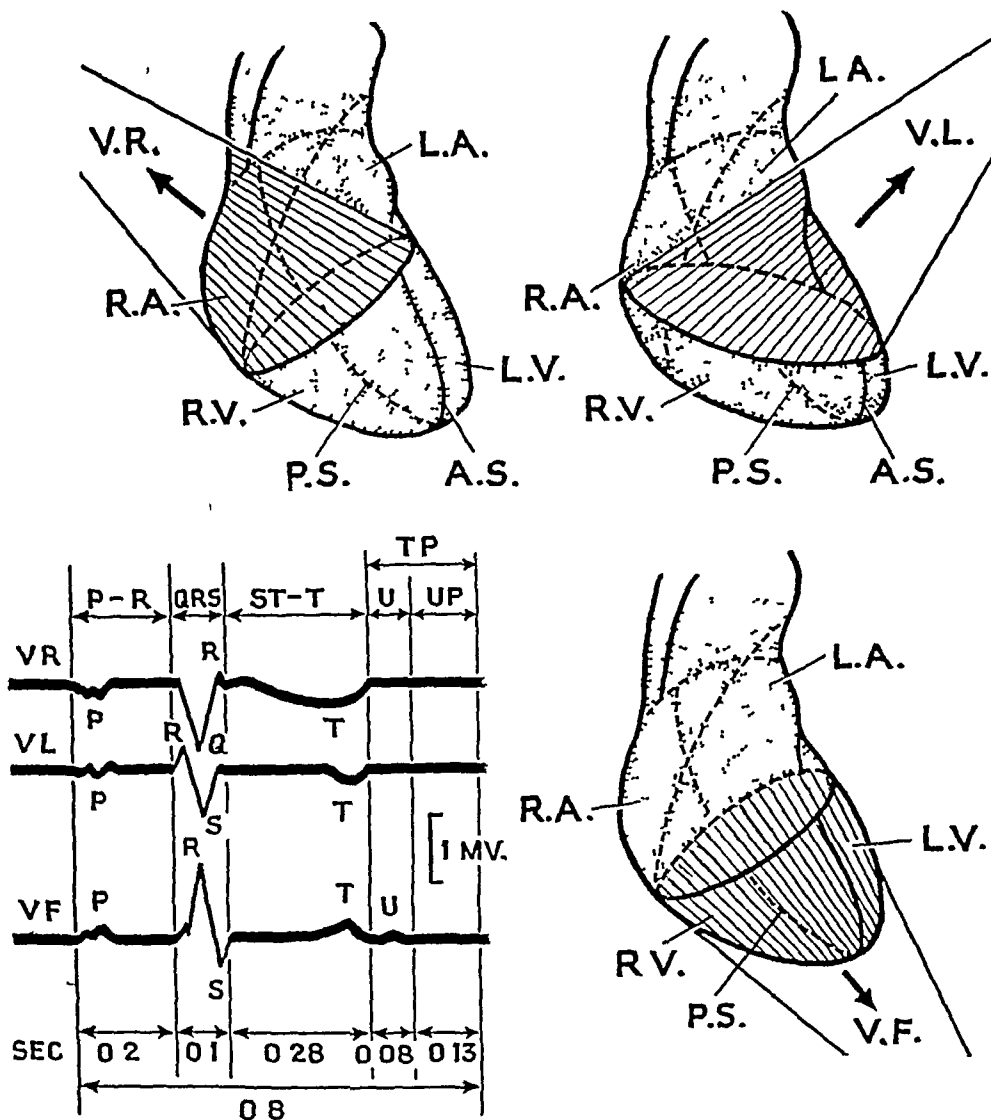 V.R.
L.A.
R.A.
R.V.
L.V.
P.S.
A.S.
L A.
V.L.
R.A.
R.V.
L.V.
P.S.
A.S.
TP
P-R QRS ST-T U UP
VR R
P T
VL R Q
P S T
1 MV.
R
VF P T U
S
SEC 0 2 0 1 0 28 0 08 0 13
0 8
L.A.
R.A.
L.V.
R V.
P.S.
V.F.